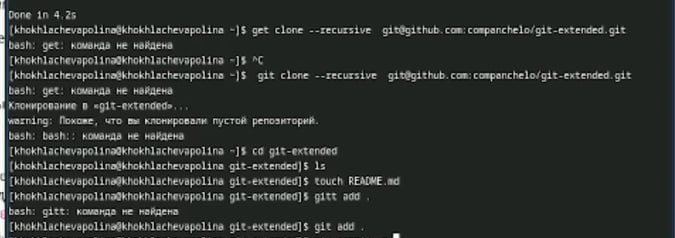 Done in 4.2s
[khokhlachevapolina@khokhlachevapolina ~]$ get clone --recursive  git@github.com:companchelo/git-extended.git
bash: get: команда не найдена
[khokhlachevapolina@khokhlachevapolina ~]$ ^C
[khokhlachevapolina@khokhlachevapolina ~]$  git clone --recursive  git@github.com:companchelo/git-extended.git
bash: get: команда не найдена
Клонирование в «git-extended»...
warning: Похоже, что вы клонировали пустой репозиторий.
bash: bash:: команда не найдена
[khokhlachevapolina@khokhlachevapolina ~]$ cd git-extended
[khokhlachevapolina@khokhlachevapolina git-extended]$ ls
[khokhlachevapolina@khokhlachevapolina git-extended]$ touch README.md
[khokhlachevapolina@khokhlachevapolina git-extended]$ gitt add .
bash: gitt: команда не найдена
[khokhlachevapolina@khokhlachevapolina git-extended]$ git add .